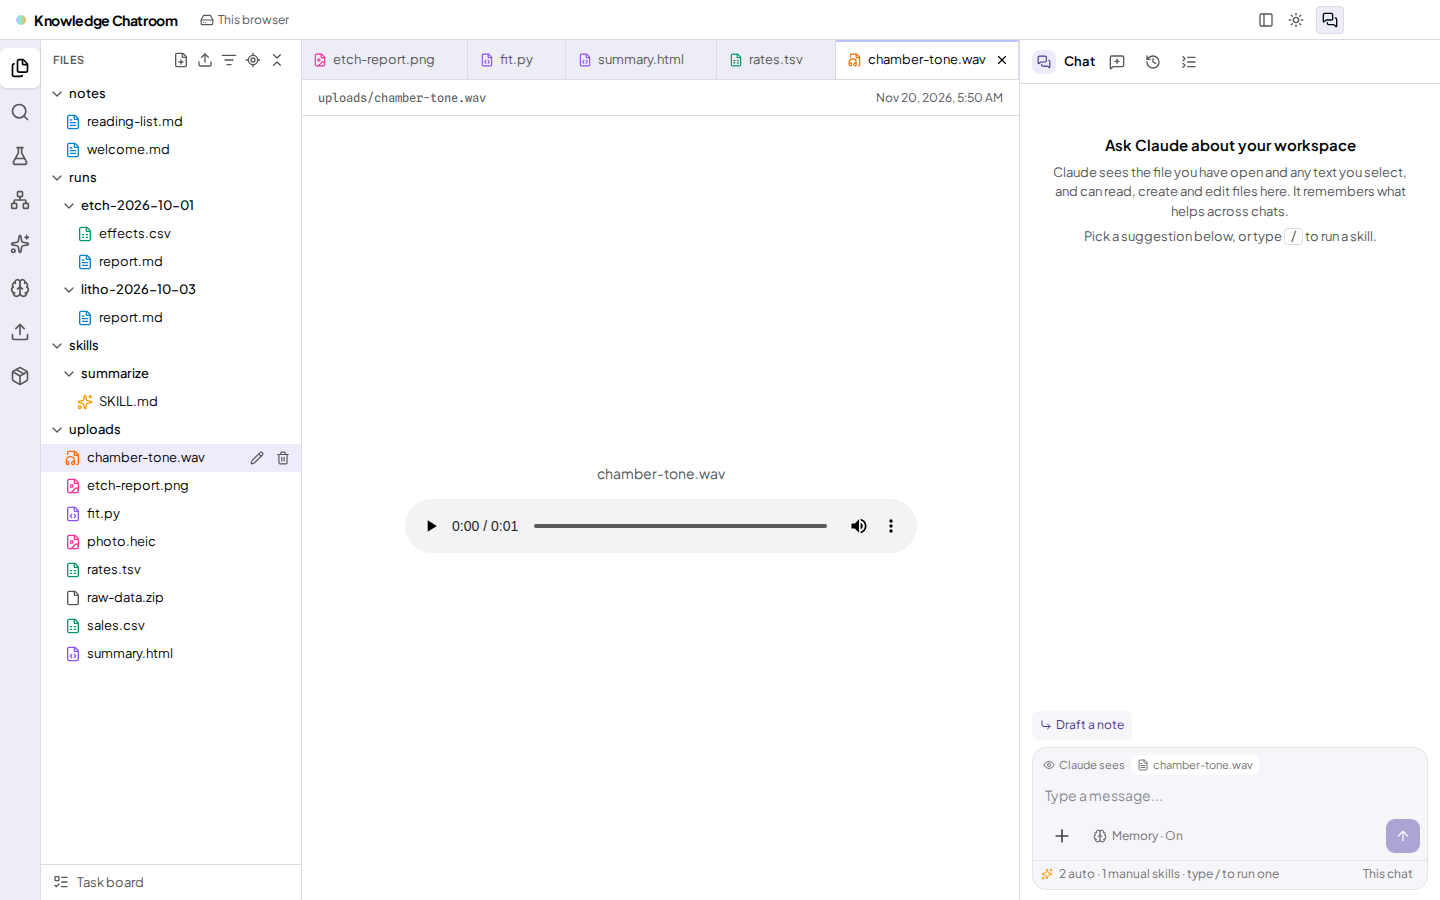 Knowledge Chatroom
This browser
FILES
notes
reading-list.md
welcome.md
runs
etch-2026-10-01
effects.csv
report.md
litho-2026-10-03
report.md
skills
summarize
SKILL.md
uploads
chamber-tone.wav
etch-report.png
fit.py
photo.heic
rates.tsv
raw-data.zip
sales.csv
summary.html
Task board
etch-report.png
fit.py
summary.html
rates.tsv
chamber-tone.wav
uploads/chamber-tone.wav
Nov 20, 2026, 5:50 AM
chamber-tone.wav
0:00 / 0:01
Chat
Ask Claude about your workspace
Claude sees the file you have open and any text you select,
and can read, create and edit files here. It remembers what
helps across chats.
Pick a suggestion below, or type / to run a skill.
Draft a note
Claude sees chamber-tone.wav
Type a message...
Memory · On
2 auto · 1 manual skills · type / to run one
This chat